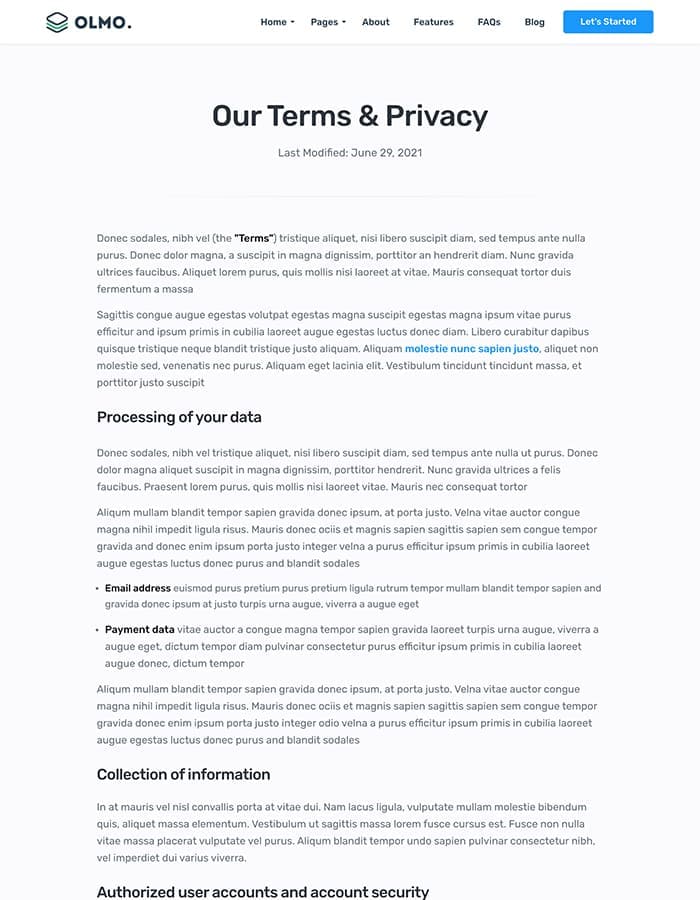 OLMO.
Home Pages About Features FAQs Blog Let's Started
Our Terms & Privacy
Last Modified: June 29, 2021
Donec sodales, nibh vel (the "Terms") tristique aliquet, nisi libero suscipit diam, sed tempus ante nulla
purus. Donec dolor magna, a suscipit in magna dignissim, porttitor an hendrerit diam. Nunc gravida
ultrices faucibus. Aliquet lorem purus, quis mollis nisi laoreet at vitae. Mauris consequat tortor duis
fermentum a massa
Sagittis congue augue egestas volutpat egestas magna suscipit egestas magna ipsum vitae purus
efficitur and ipsum primis in cubilia laoreet augue egestas luctus donec diam. Libero curabitur dapibus
quisque tristique neque blandit tristique justo aliquam. Aliquam molestie nunc sapien justo, aliquet non
molestie sed, venenatis nec purus. Aliquam eget lacinia elit. Vestibulum tincidunt tincidunt massa, et
porttitor justo suscipit
Processing of your data
Donec sodales, nibh vel tristique aliquet, nisi libero suscipit diam, sed tempus ante nulla ut purus. Donec
dolor magna aliquet suscipit in magna dignissim, porttitor hendrerit. Nunc gravida ultrices a felis
faucibus. Praesent lorem purus, quis mollis nisi laoreet vitae. Mauris nec consequat tortor
Aliqum mullam blandit tempor sapien gravida donec ipsum, at porta justo. Velna vitae auctor congue
magna nihil impedit ligula risus. Mauris donec ociis et magnis sapien sagittis sapien sem congue tempor
gravida and donec enim ipsum porta justo integer velna a purus efficitur ipsum primis in cubilia laoreet
augue egestas luctus donec purus and blandit sodales
• Email address euismod purus pretium purus pretium ligula rutrum tempor mullam blandit tempor sapien and
gravida donec ipsum at justo turpis urna augue, viverra a augue eget
• Payment data vitae auctor a congue magna tempor sapien gravida laoreet turpis urna augue, viverra a
augue eget, dictum tempor diam pulvinar consectetur purus efficitur ipsum primis in cubilia laoreet
augue donec, dictum tempor
Aliqum mullam blandit tempor sapien gravida donec ipsum, at porta justo. Velna vitae auctor congue
magna nihil impedit ligula risus. Mauris donec ociis et magnis sapien sagittis sapien sem congue tempor
gravida donec enim ipsum porta justo integer odio velna a purus efficitur ipsum primis in cubilia laoreet
augue egestas luctus donec purus and blandit sodales
Collection of information
In at mauris vel nisl convallis porta at vitae dui. Nam lacus ligula, vulputate mullam molestie bibendum
quis, aliquet massa elementum. Vestibulum ut sagittis massa lorem fusce cursus est. Fusce non nulla
vitae massa placerat vulputate vel purus. Aliqum blandit tempor undo sapien pulvinar consectetur nibh,
vel imperdiet dui varius viverra.
Authorized user accounts and account security